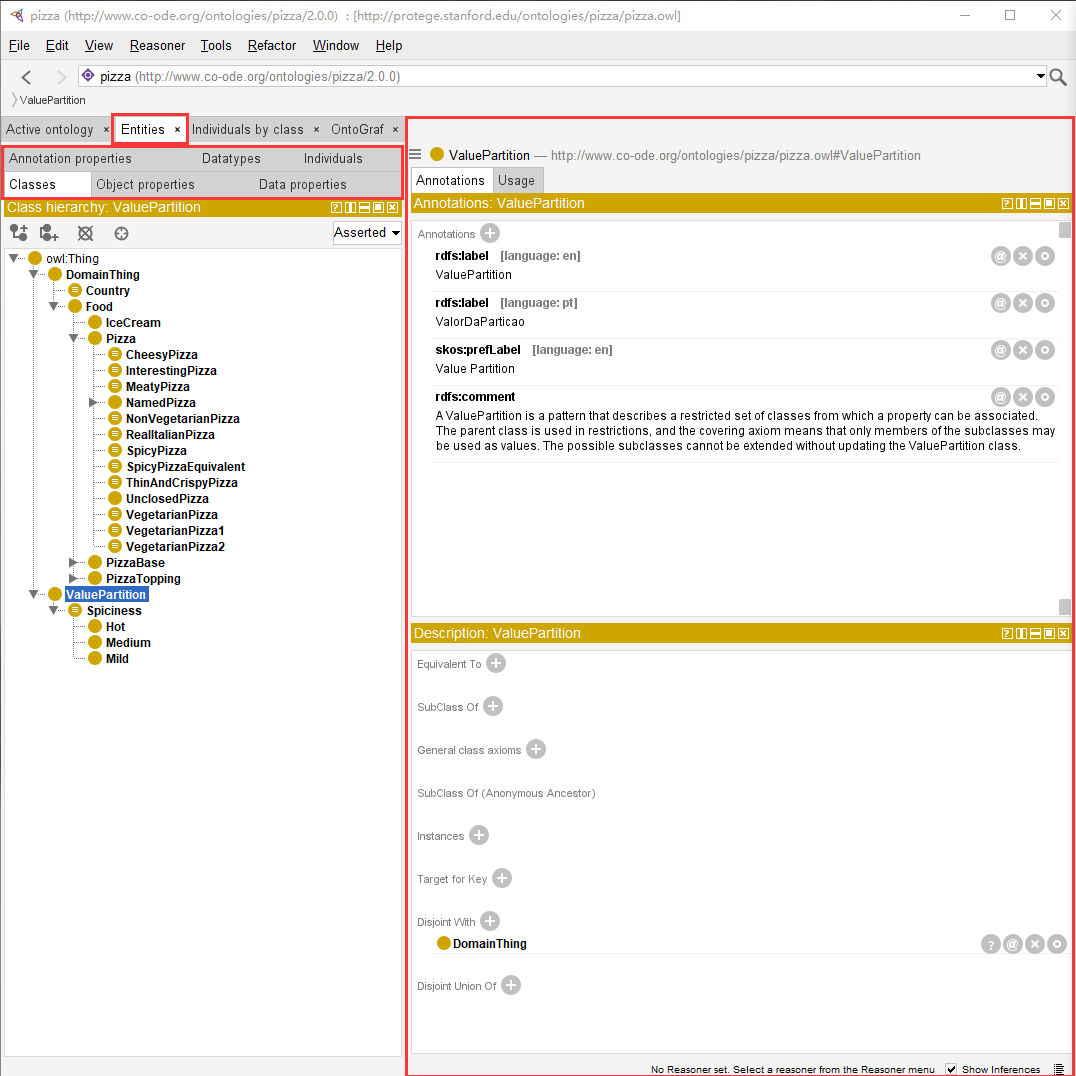 pizza (http://www.co-ode.org/ontologies/pizza/2.0.0) : [http://protege.stanford.edu/ontologies/pizza/pizza.owl]
File Edit View Reasoner Tools Refactor Window Help
pizza (http://www.co-ode.org/ontologies/pizza/2.0.0)
ValuePartition
Active ontology × Entities × Individuals by class × OntoGraf ×
Annotation properties Datatypes Individuals
Classes Object properties Data properties
Class hierarchy: ValuePartition
Asserted
owl:Thing
DomainThing
Country
Food
IceCream
Pizza
CheesyPizza
InterestingPizza
MeatyPizza
NamedPizza
NonVegetarianPizza
RealItalianPizza
SpicyPizza
SpicyPizzaEquivalent
ThinAndCrispyPizza
UnclosedPizza
VegetarianPizza
VegetarianPizza1
VegetarianPizza2
PizzaBase
PizzaTopping
ValuePartition
Spiciness
Hot
Medium
Mild
ValuePartition — http://www.co-ode.org/ontologies/pizza/pizza.owl#ValuePartition
Annotations Usage
Annotations: ValuePartition
Annotations
rdfs:label [language: en]
ValuePartition
rdfs:label [language: pt]
ValorDaParticao
skos:prefLabel [language: en]
Value Partition
rdfs:comment
A ValuePartition is a pattern that describes a restricted set of classes from which a property can be associated.
The parent class is used in restrictions, and the covering axiom means that only members of the subclasses may
be used as values. The possible subclasses cannot be extended without updating the ValuePartition class.
Description: ValuePartition
Equivalent To
SubClass Of
General class axioms
SubClass Of (Anonymous Ancestor)
Instances
Target for Key
Disjoint With
DomainThing
Disjoint Union Of
No Reasoner set. Select a reasoner from the Reasoner menu Show Inferences